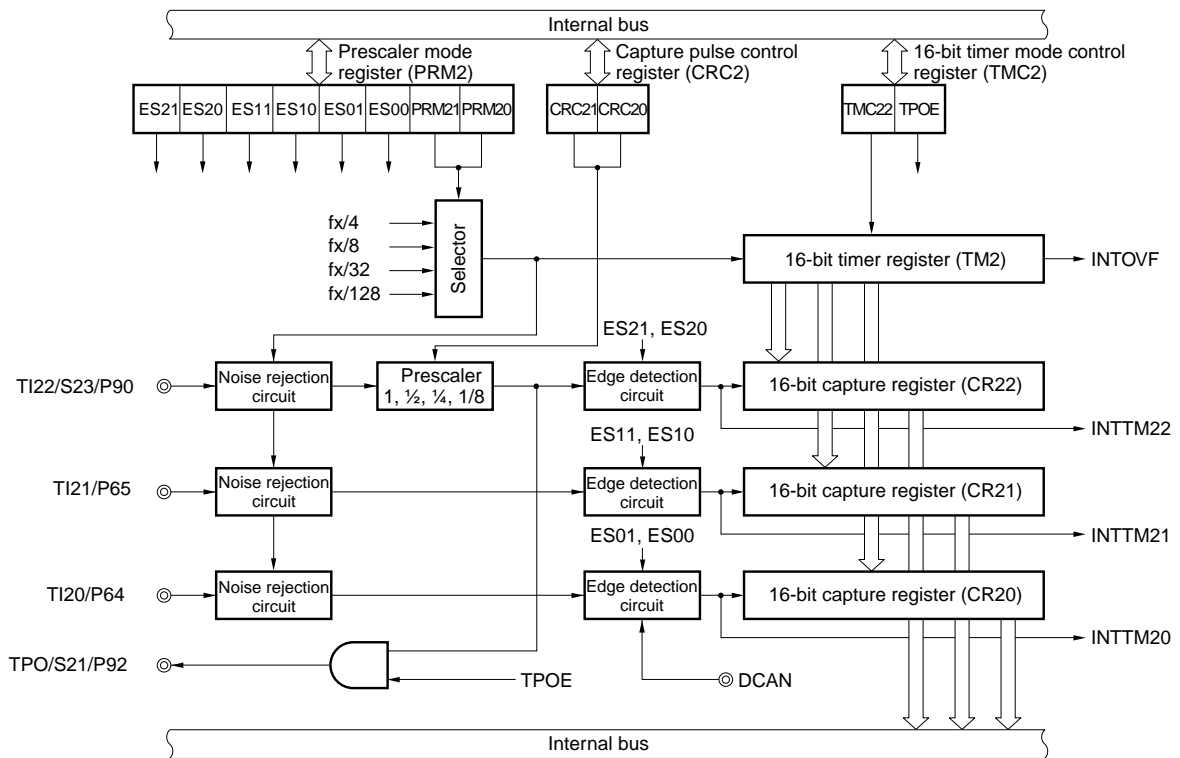 Internal bus
Prescaler mode
register (PRM2)
Capture pulse control
register (CRC2)
16-bit timer mode control
register (TMC2)
ES21 ES20 ES11 ES10 ES01 ES00 PRM21 PRM20
CRC21 CRC20
TMC22 TPOE
fx/4
fx/8
fx/32
fx/128
Selector
16-bit timer register (TM2)
INTOVF
ES21, ES20
TI22/S23/P90
Noise rejection
circuit
Prescaler
1, ½, ¼, 1/8
Edge detection
circuit
16-bit capture register (CR22)
INTTM22
ES11, ES10
TI21/P65
Noise rejection
circuit
Edge detection
circuit
16-bit capture register (CR21)
INTTM21
ES01, ES00
TI20/P64
Noise rejection
circuit
Edge detection
circuit
16-bit capture register (CR20)
INTTM20
TPO/S21/P92
TPOE
DCAN
Internal bus